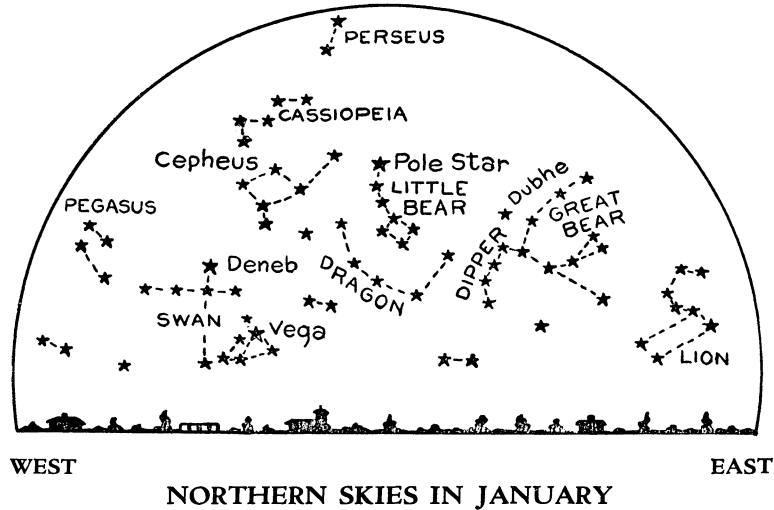 PERSEUS
CASSIOPEIA
Cepheus
Pole Star
LITTLE
BEAR
Dubhe
GREAT
BEAR
PEGASUS
DIPPER
Deneb
DRAGON
SWAN
Vega
LION
WEST
EAST
NORTHERN SKIES IN JANUARY